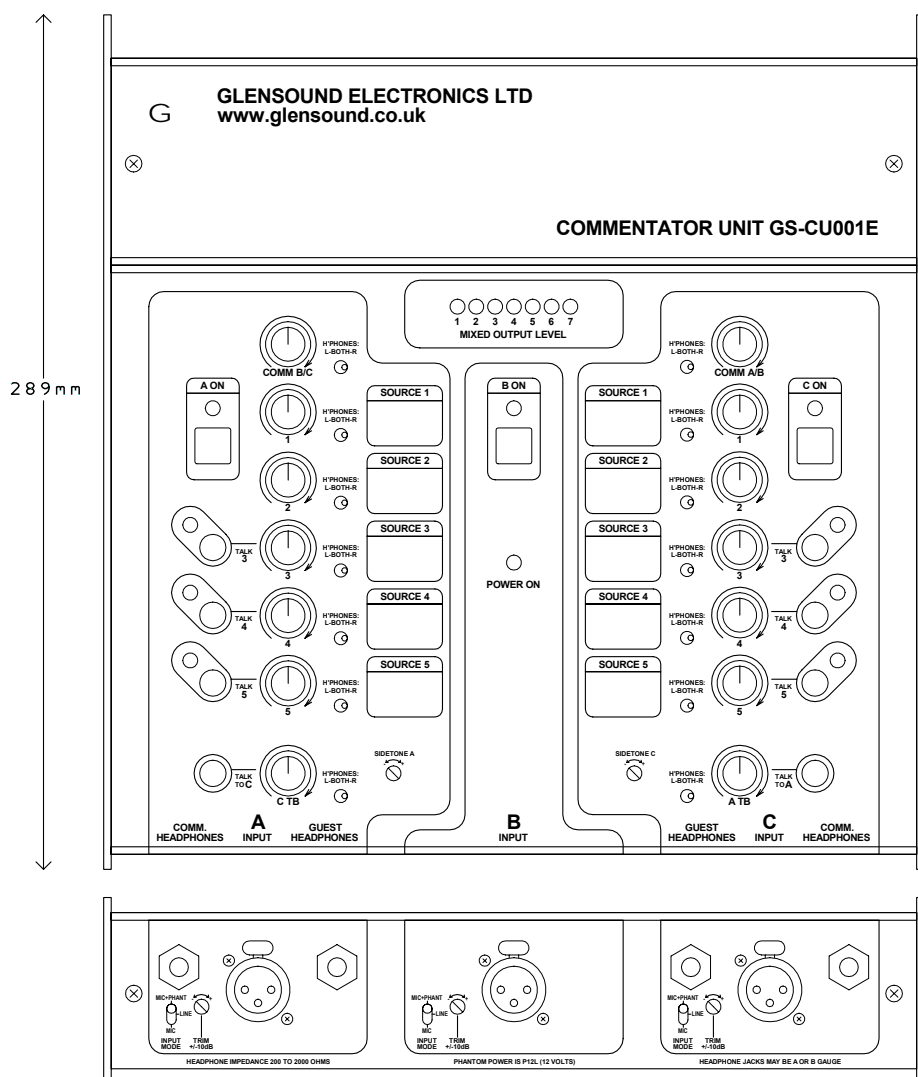 GLENSOUND ELECTRONICS LTD
G
www.glensound.co.uk
COMMENTATOR UNIT GS-CU001E
289mm
1 2 3 4 5 6 7
MIXED OUTPUT LEVEL
COMM B/C
H'PHONES:
L-BOTH-R
A ON
1
H'PHONES:
L-BOTH-R
SOURCE 1
2
H'PHONES:
L-BOTH-R
SOURCE 2
TALK
3
3
H'PHONES:
L-BOTH-R
SOURCE 3
TALK
4
4
H'PHONES:
L-BOTH-R
SOURCE 4
TALK
5
5
H'PHONES:
L-BOTH-R
SOURCE 5
SIDETONE A
- +
TALK
TO C
C TB
H'PHONES:
L-BOTH-R
COMM.
HEADPHONES
A
INPUT
GUEST
HEADPHONES
B ON
POWER ON
B
INPUT
H'PHONES:
L-BOTH-R
COMM A/B
C ON
SOURCE 1
H'PHONES:
L-BOTH-R
1
SOURCE 2
H'PHONES:
L-BOTH-R
2
SOURCE 3
H'PHONES:
L-BOTH-R
3
TALK
3
SOURCE 4
H'PHONES:
L-BOTH-R
4
TALK
4
SOURCE 5
H'PHONES:
L-BOTH-R
5
TALK
5
SIDETONE C
- +
H'PHONES:
L-BOTH-R
A TB
TALK
TO A
GUEST
HEADPHONES
C
INPUT
COMM.
HEADPHONES
MIC+PHANT
- +
LINE
MIC
INPUT
MODE
TRIM
+/-10dB
HEADPHONE IMPEDANCE 200 TO 2000 OHMS
MIC+PHANT
- +
LINE
MIC
INPUT
MODE
TRIM
+/-10dB
PHANTOM POWER IS P12L (12 VOLTS)
MIC+PHANT
- +
LINE
MIC
INPUT
MODE
TRIM
+/-10dB
HEADPHONE JACKS MAY BE A OR B GAUGE